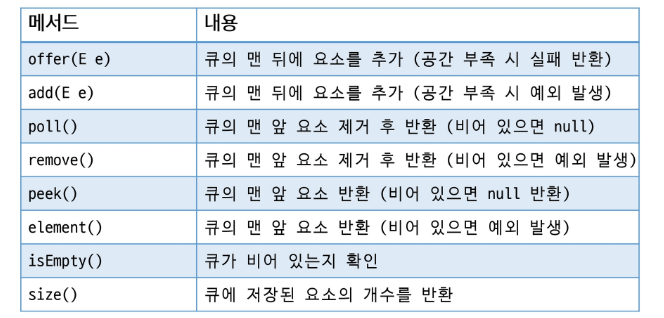 메서드 내용
offer(E e) 큐의 맨 뒤에 요소를 추가 (공간 부족 시 실패 반환)
add(E e) 큐의 맨 뒤에 요소를 추가 (공간 부족 시 예외 발생)
poll() 큐의 맨 앞 요소 제거 후 반환 (비어 있으면 null)
remove() 큐의 맨 앞 요소 제거 후 반환 (비어 있으면 예외 발생)
peek() 큐의 맨 앞 요소 반환 (비어 있으면 null 반환)
element() 큐의 맨 앞 요소 반환 (비어 있으면 예외 발생)
isEmpty() 큐가 비어 있는지 확인
size() 큐에 저장된 요소의 개수를 반환